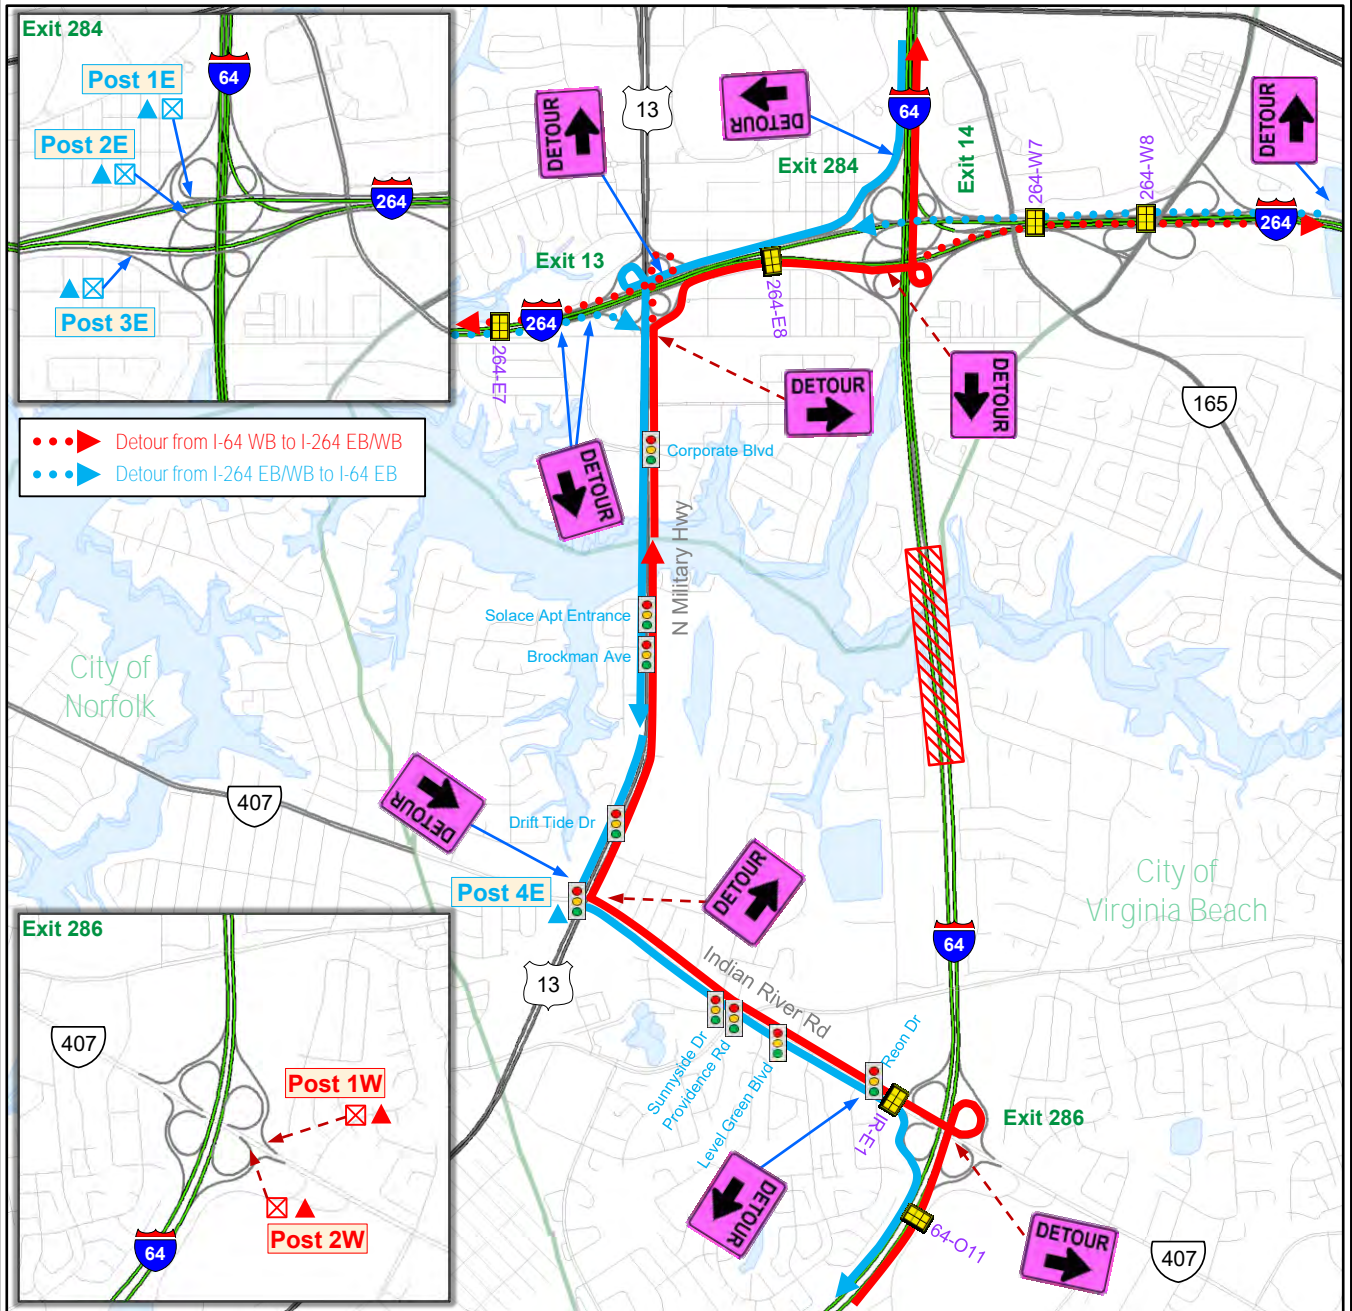 Exit 284
64
Post 1E
Post 2E
264
Post 3E
Detour from I-64 WB to I-264 EB/WB
Detour from I-264 EB/WB to I-64 EB
DETOUR
13
DETOUR
64
Exit 284
Exit 14
264-W7
264-W8
DETOUR
264
Exit 13
264
264-E7
264-E8
DETOUR
DETOUR
165
DETOUR
Corporate Blvd
N Military Hwy
Solace Apt Entrance
Brockman Ave
City of
Norfolk
407
DETOUR
Drift Tide Dr
Post 4E
DETOUR
City of
Virginia Beach
64
13
Indian River Rd
Sunnyside Dr
Providence Rd
Level Green Blvd
Reon Dr
IR-E1
Exit 286
DETOUR
64-O11
DETOUR
407
Exit 286
407
Post 1W
Post 2W
64